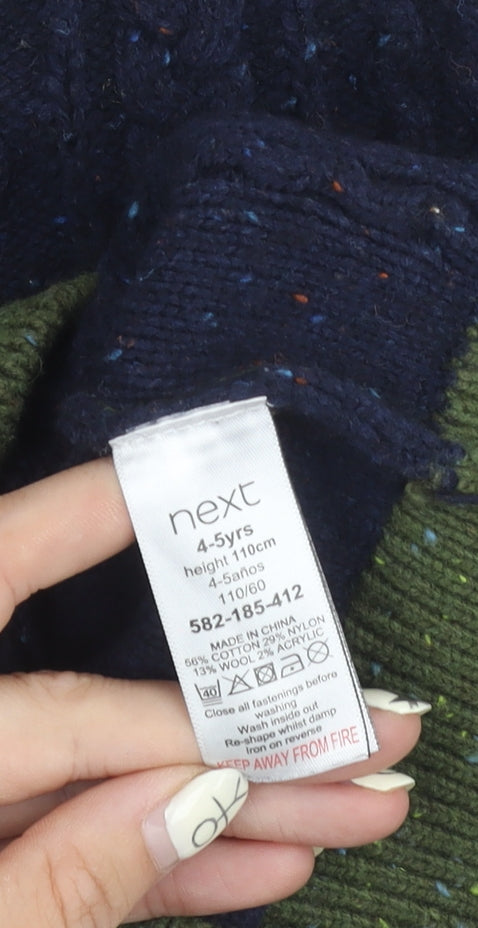 next
4-5yrs
height 110cm
4-5años
110/60
582-185-412
MADE IN CHINA
56% COTTON 29% NYLON
13% WOOL 2% ACRYLIC
40
Close all fastenings before
washing
Wash inside out
Re-shape whilst damp
Iron on reverse
KEEP AWAY FROM FIRE
ok